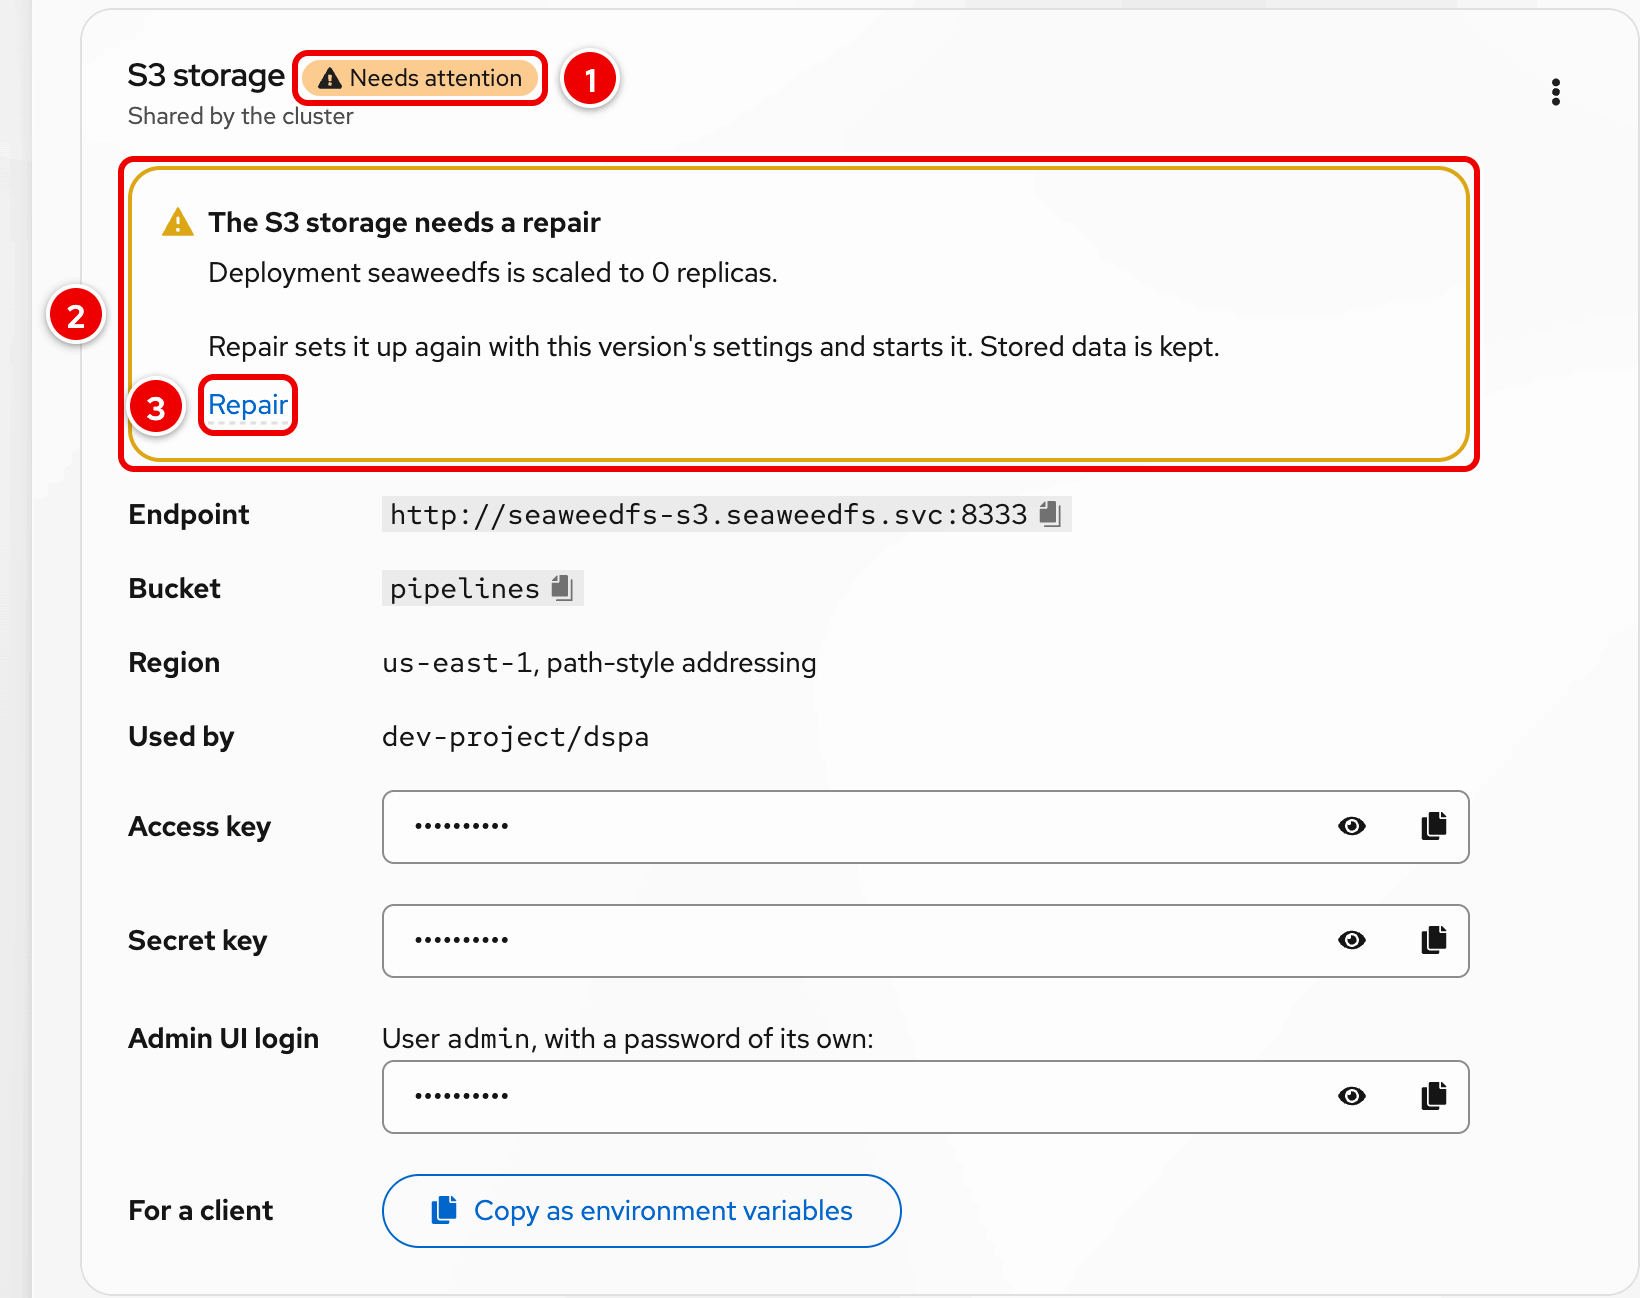 S3 storage Needs attention 1
Shared by the cluster
The S3 storage needs a repair
Deployment seaweedfs is scaled to 0 replicas.
2
Repair sets it up again with this version's settings and starts it. Stored data is kept.
3 Repair
Endpoint http://seaweedfs-s3.seaweedfs.svc:8333
Bucket pipelines
Region us-east-1, path-style addressing
Used by dev-project/dspa
Access key ••••••••••
Secret key ••••••••••
Admin UI login User admin, with a password of its own:
••••••••••
For a client Copy as environment variables